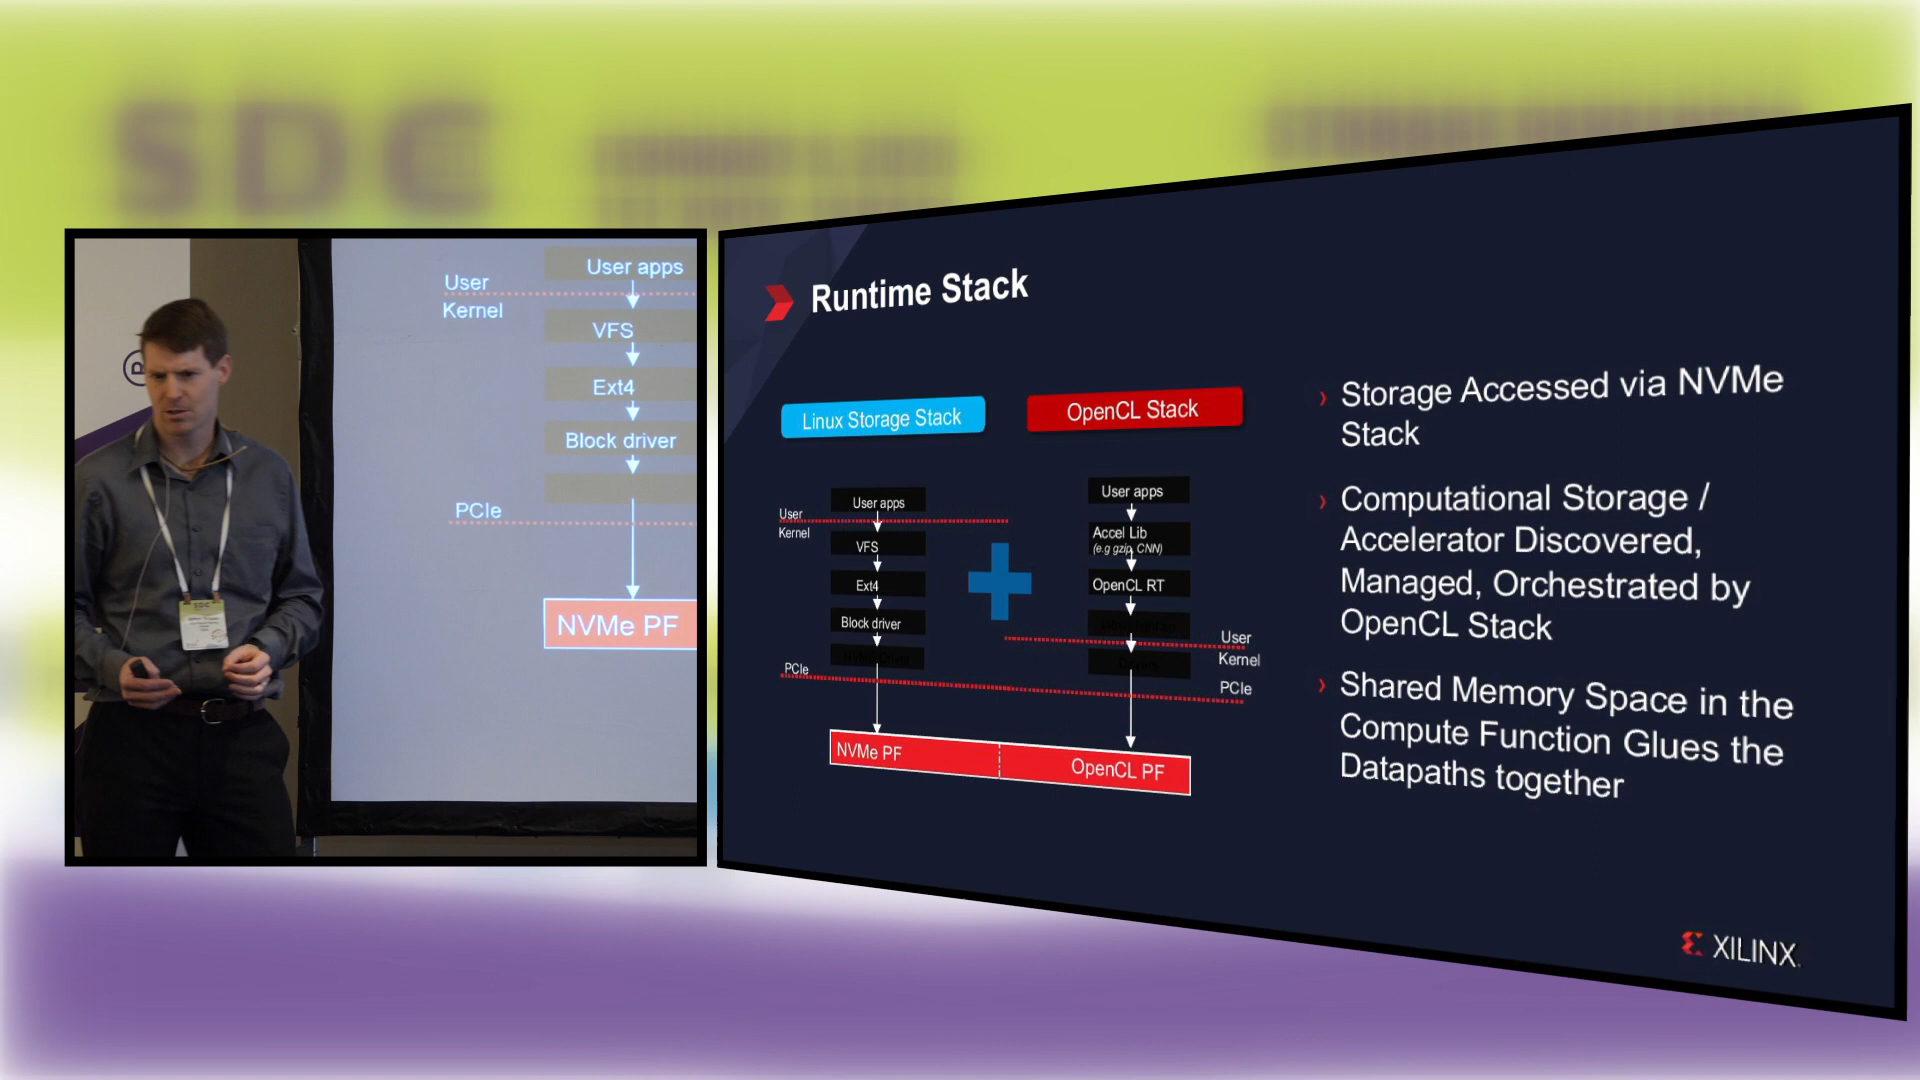 SDC
User apps
User
Kernel
VFS
Ext4
Block driver
PCIe
NVMe PF
R
SDC
Runtime Stack
Linux Storage Stack
OpenCL Stack
User apps
User
Kernel
VFS
Ext4
Block driver
PCIe
NVMe PF
User apps
Accel Lib
(e.g gzip, CNN)
OpenCL RT
User
Kernel
PCIe
OpenCL PF
› Storage Accessed via NVMe
Stack
› Computational Storage /
Accelerator Discovered,
Managed, Orchestrated by
OpenCL Stack
› Shared Memory Space in the
Compute Function Glues the
Datapaths together
XILINX